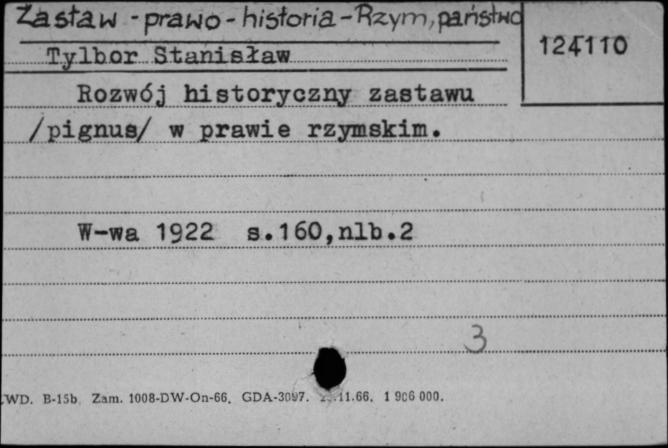 Zastaw - prawo - historia - Rzym, państwo
124110
Tylbor Stanisław
Rozwój historyczny zastawu
/pignus/ w prawie rzymskim.
W-wa 1922 s.160,nlb.2
3
WD. B-15b. Zam. 1008-DW-On-66. GDA-3097. 11.66. 1 906 000.